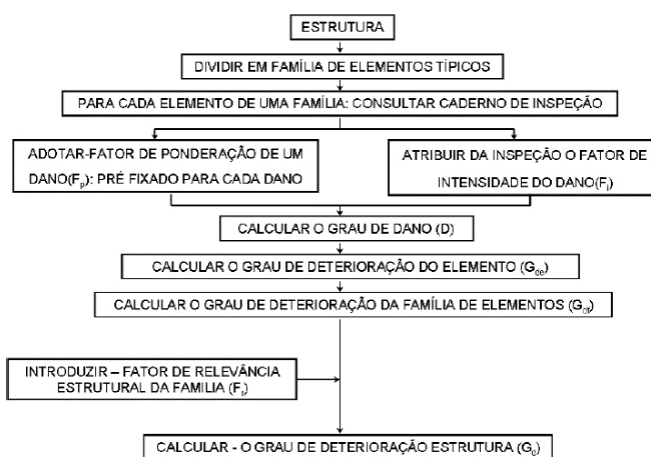 ESTRUTURA
DIVIDIR EM FAMÍLIA DE ELEMENTOS TÍPICOS
PARA CADA ELEMENTO DE UMA FAMÍLIA: CONSULTAR CADERNO DE INSPEÇÃO
ADOTAR-FATOR DE PONDERAÇÃO DE UM
DANO(Fp): PRÉ FIXADO PARA CADA DANO
ATRIBUIR DA INSPEÇÃO O FATOR DE
INTENSIDADE DO DANO(Fi)
CALCULAR O GRAU DE DANO (D)
CALCULAR O GRAU DE DETERIORAÇÃO DO ELEMENTO (Gde)
CALCULAR O GRAU DE DETERIORAÇÃO DA FAMÍLIA DE ELEMENTOS (Gdf)
INTRODUZIR – FATOR DE RELEVÂNCIA
ESTRUTURAL DA FAMILIA (Fr)
CALCULAR - O GRAU DE DETERIORAÇÃO ESTRUTURA (Gd)